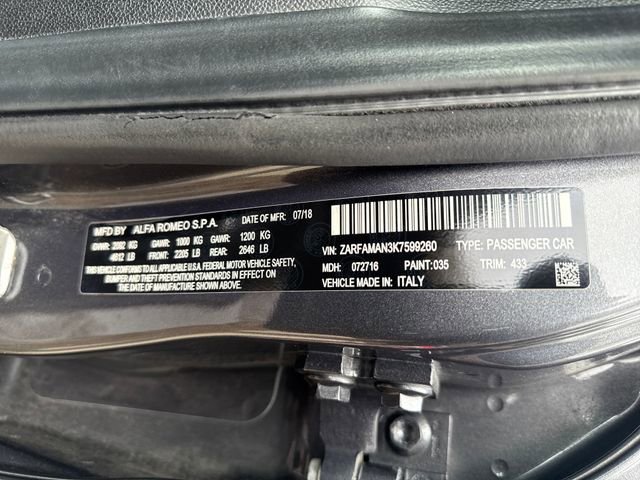 MFD BY ALFA ROMEO S.P.A. DATE OF MFR: 07/18
GVWR: 2092 KG GAWR: 1000 KG GAWR: 1200 KG
4612 LB FRONT: 2205 LB REAR: 2646 LB
THIS VEHICLE CONFORMS TO ALL APPLICABLE U.S.A. FEDERAL MOTOR VEHICLE SAFETY,
BUMPER, AND THEFT PREVENTION STANDARDS IN EFFECT ON THE
DATE OF MANUFACTURE SHOWN ABOVE.
VIN: ZARFAMAN3K7599260 TYPE: PASSENGER CAR
MDH: 072716 PAINT: 035 TRIM: 433
VEHICLE MADE IN: ITALY